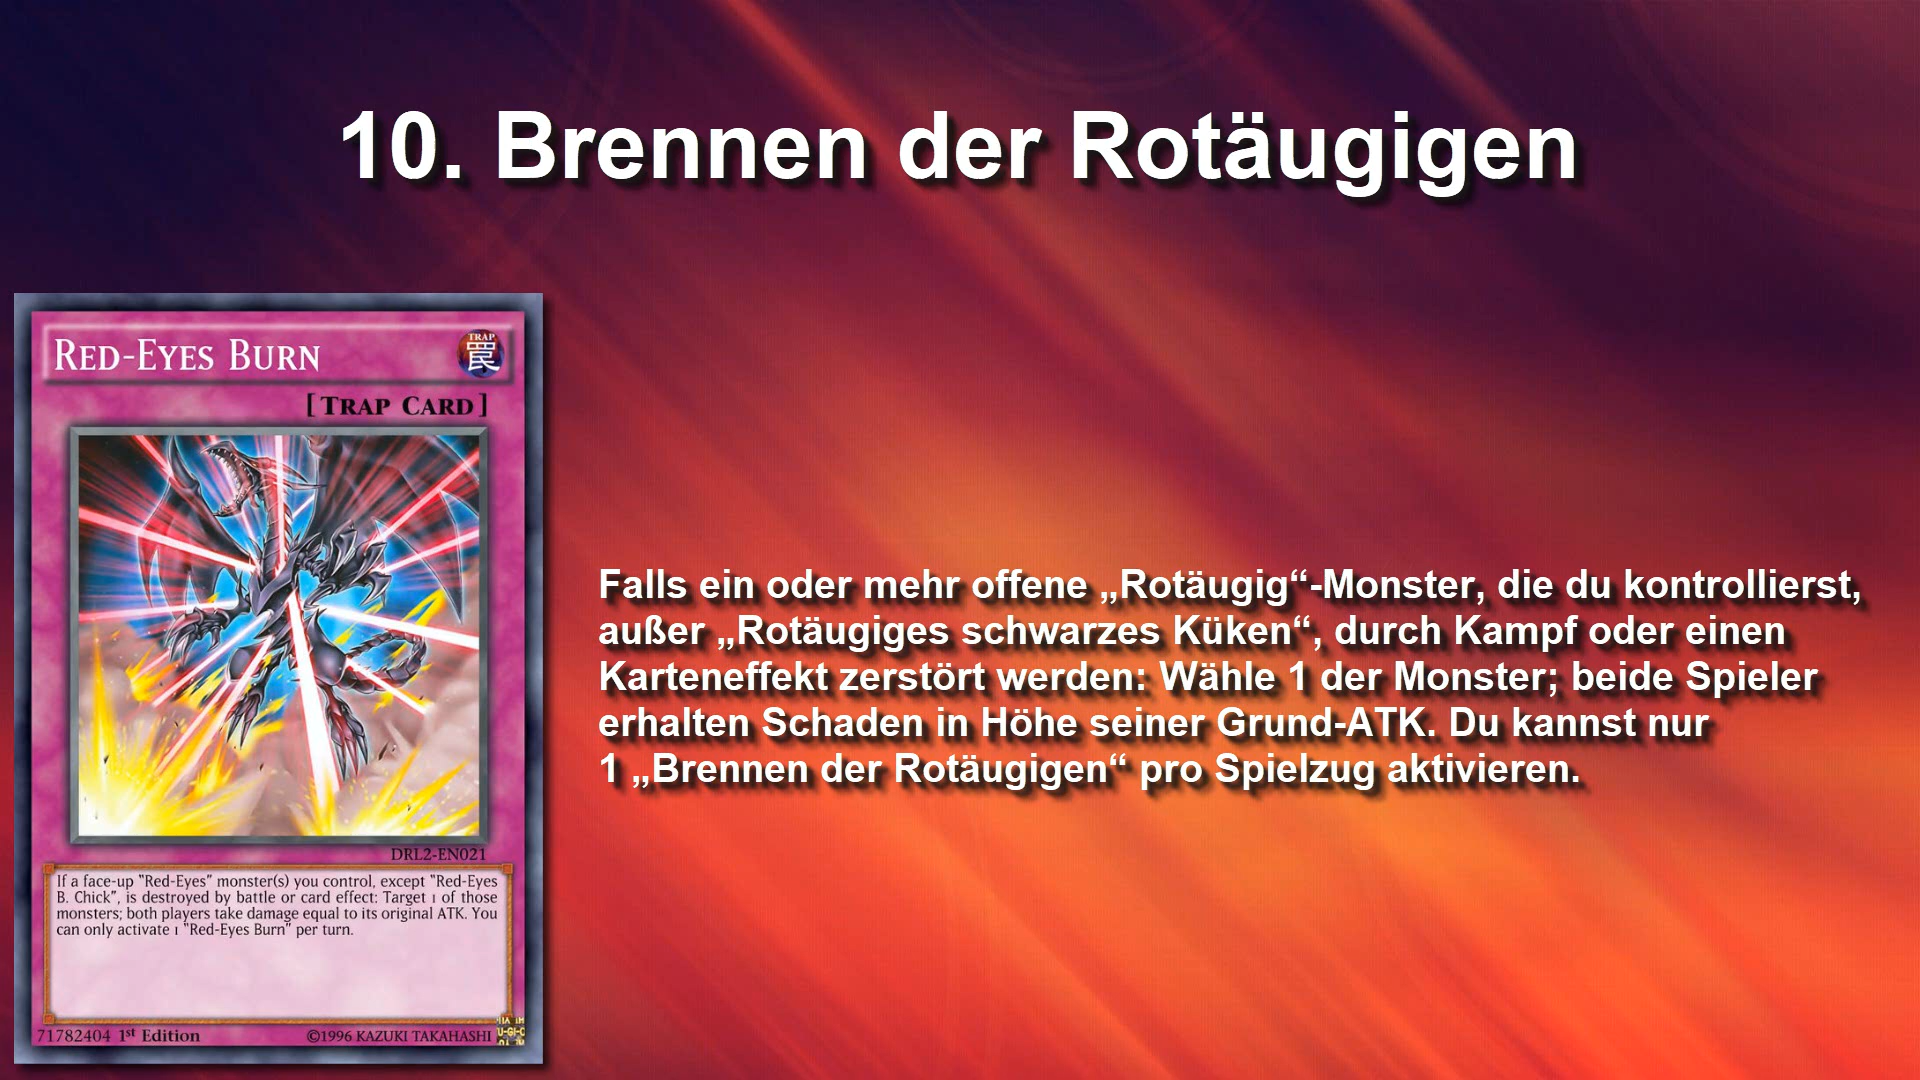 10. Brennen der Rotäugigen
RED-EYES BURN
TRAP
罠
[TRAP CARD]
DRL2-EN021
If a face-up "Red-Eyes" monster(s) you control, except "Red-Eyes
B. Chick", is destroyed by battle or card effect: Target 1 of those
monsters; both players take damage equal to its original ATK. You
can only activate 1 "Red-Eyes Burn" per turn.
71782404 1st Edition
©1996 KAZUKI TAKAHASHI
Falls ein oder mehr offene „Rotäugig“-Monster, die du kontrollierst,
außer „Rotäugiges schwarzes Küken“, durch Kampf oder einen
Karteneffekt zerstört werden: Wähle 1 der Monster; beide Spieler
erhalten Schaden in Höhe seiner Grund-ATK. Du kannst nur
1 „Brennen der Rotäugigen“ pro Spielzug aktivieren.